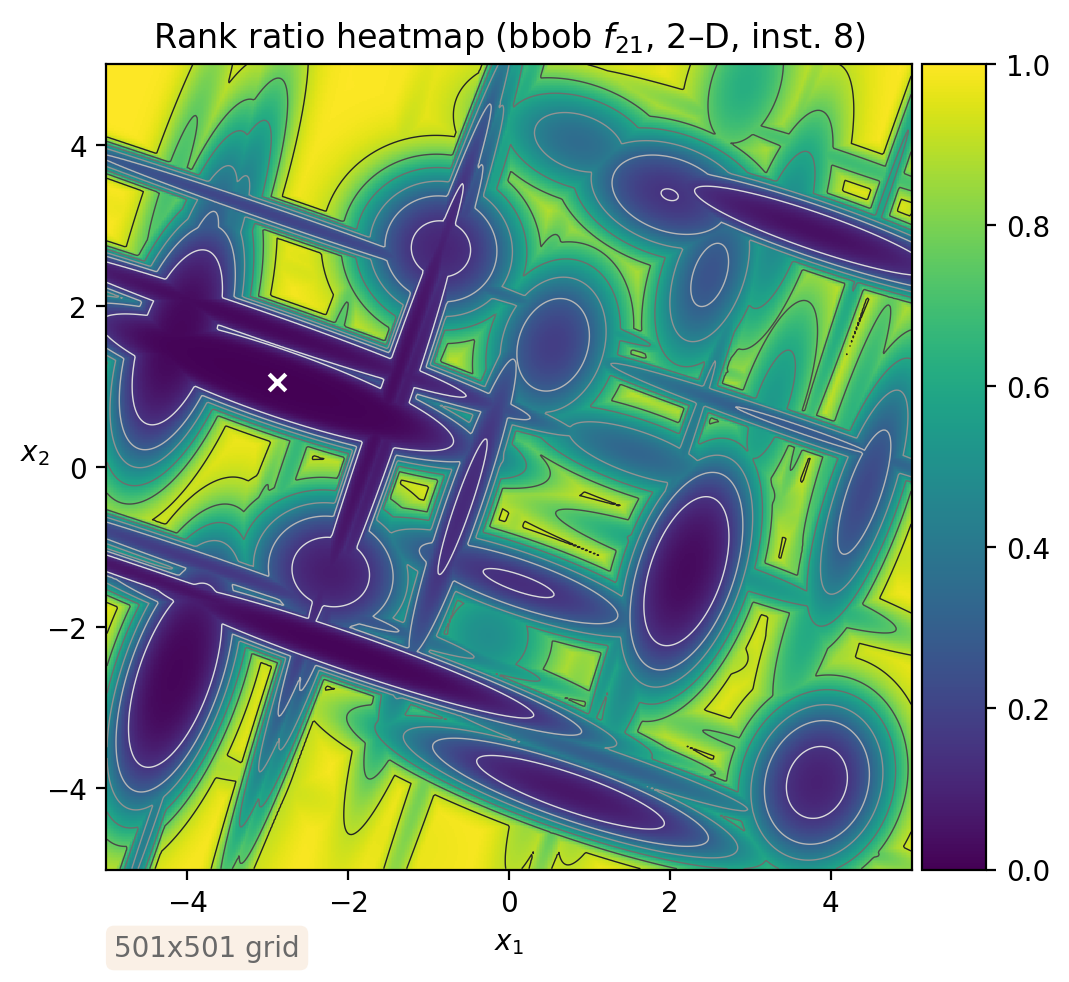 Rank ratio heatmap (bbob f₂₁, 2–D, inst. 8)
1.0
0.8
0.6
0.4
0.2
0.0
4
2
0
−2
−4
x₂
−4 −2 0 2 4
x₁
501x501 grid